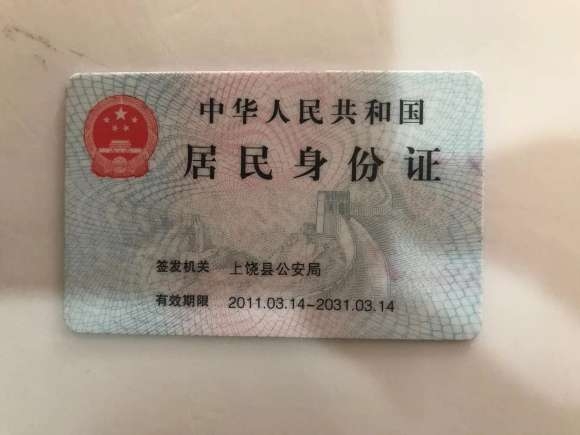 中华人民共和国
居民身份证
签发机关 上饶县公安局
有效期限 2011.03.14-2031.03.14